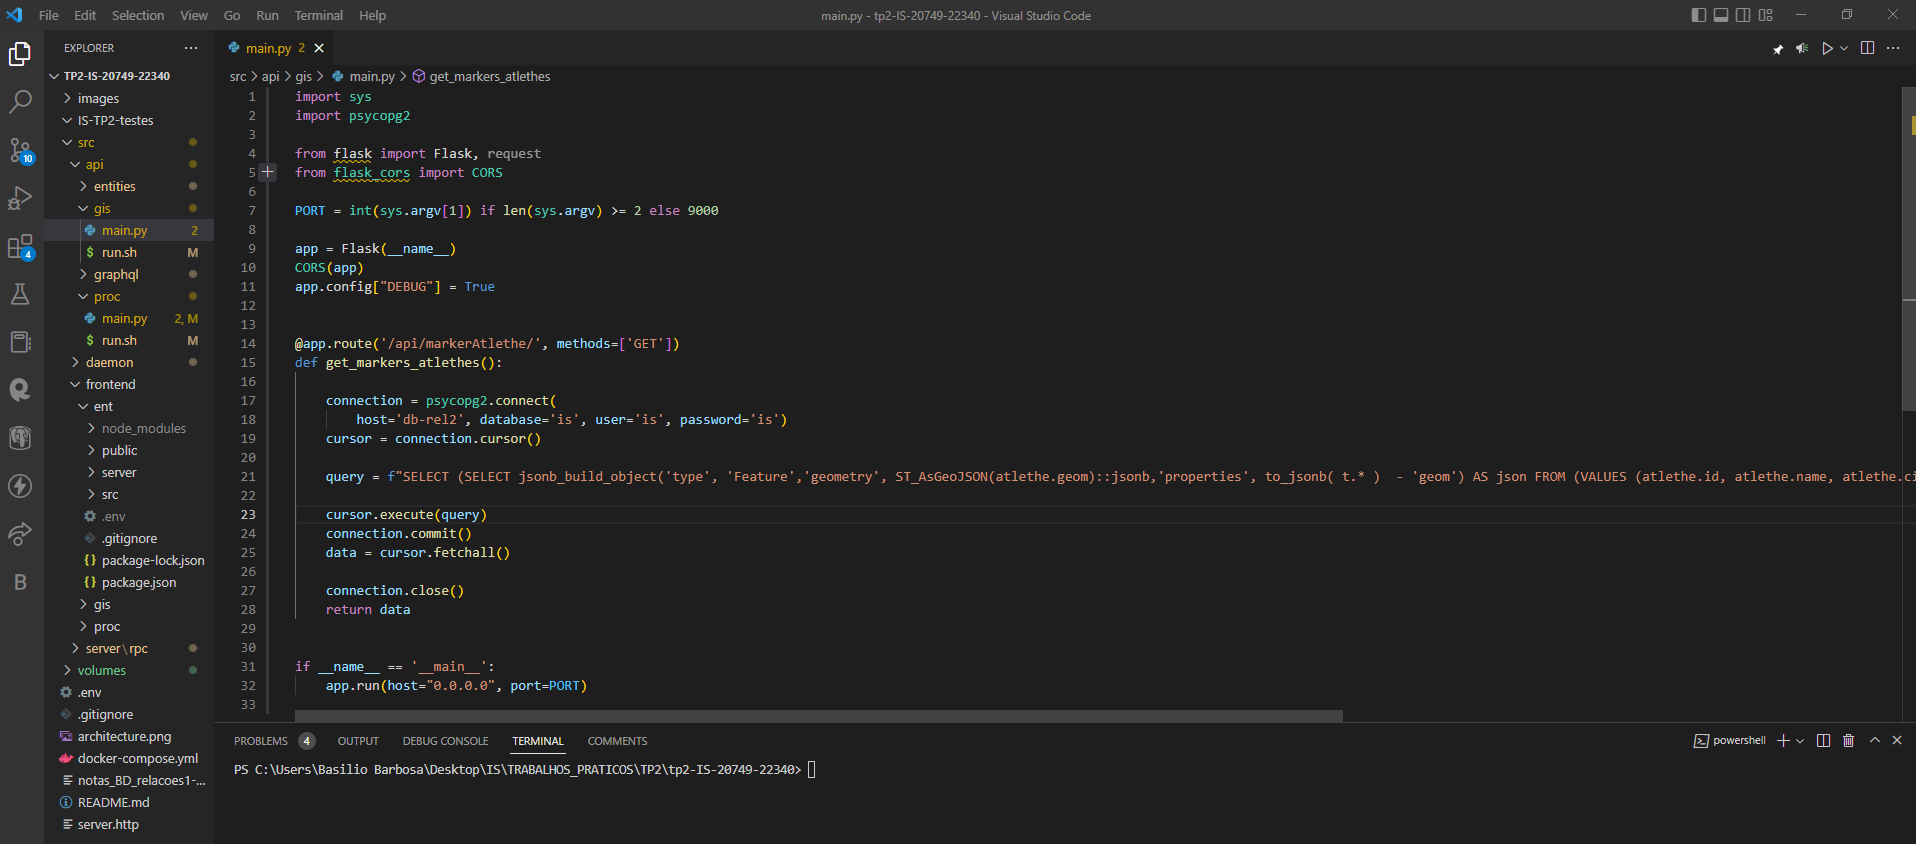 File Edit Selection View Go Run Terminal Help
main.py - tp2-IS-20749-22340 - Visual Studio Code
EXPLORER
TP2-IS-20749-22340
images
IS-TP2-testes
src
api
entities
gis
main.py 2
run.sh M
graphql
proc
main.py 2, M
run.sh M
daemon
frontend
ent
node_modules
public
server
src
.env
.gitignore
package-lock.json
package.json
gis
proc
server\rpc
volumes
.env
.gitignore
architecture.png
docker-compose.yml
notas_BD_relacoes1-...
README.md
server.http
10
4
B
main.py 2
src > api > gis > main.py > get_markers_atlethes
1 import sys
2 import psycopg2
3
4 from flask import Flask, request
5 from flask_cors import CORS
6
7 PORT = int(sys.argv[1]) if len(sys.argv) >= 2 else 9000
8
9 app = Flask(__name__)
10 CORS(app)
11 app.config["DEBUG"] = True
12
13
14 @app.route('/api/markerAtlethe/', methods=['GET'])
15 def get_markers_atlethes():
16
17 connection = psycopg2.connect(
18 host='db-rel2', database='is', user='is', password='is')
19 cursor = connection.cursor()
20
21 query = f"SELECT (SELECT jsonb_build_object('type', 'Feature','geometry', ST_AsGeoJSON(atlethe.geom)::jsonb,'properties', to_jsonb( t.* )  - 'geom') AS json FROM (VALUES (atlethe.id, atlethe.name, atlethe.ci
22
23 cursor.execute(query)
24 connection.commit()
25 data = cursor.fetchall()
26
27 connection.close()
28 return data
29
30
31 if __name__ == '__main__':
32 app.run(host="0.0.0.0", port=PORT)
33
PROBLEMS 4 OUTPUT DEBUG CONSOLE TERMINAL COMMENTS
powershell
PS C:\Users\Basilio Barbosa\Desktop\IS\TRABALHOS_PRATICOS\TP2\tp2-IS-20749-22340>